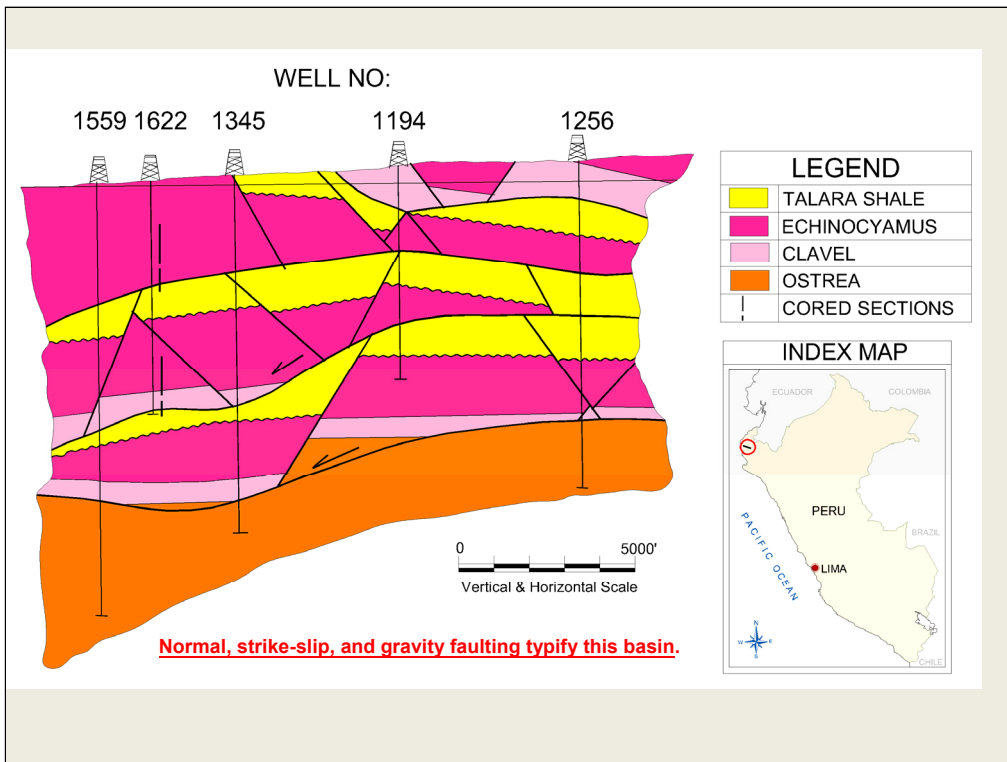 WELL NO:
1559 1622 1345 1194 1256
LEGEND
TALARA SHALE
ECHINOCYAMUS
CLAVEL
OSTREA
CORED SECTIONS
INDEX MAP
ECUADOR
COLOMBIA
PERU
BRAZIL
PACIFIC OCEAN
LIMA
N
W E
S
CHILE
0 5000'
Vertical & Horizontal Scale
Normal, strike-slip, and gravity faulting typify this basin.